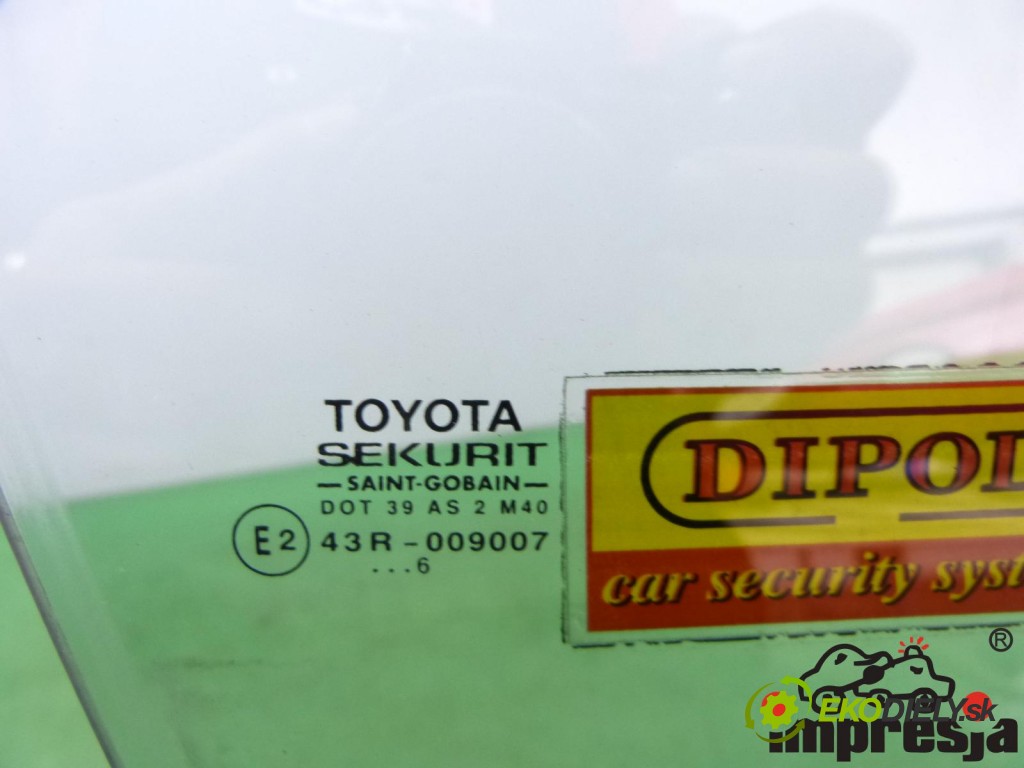 TOYOTA
SEKURIT
—SAINT-GOBAIN—
DOT 39 AS 2 M40
E2 43R-009007
...6
DIPOL
car security syst
®
EKODIELY.sk
impresja